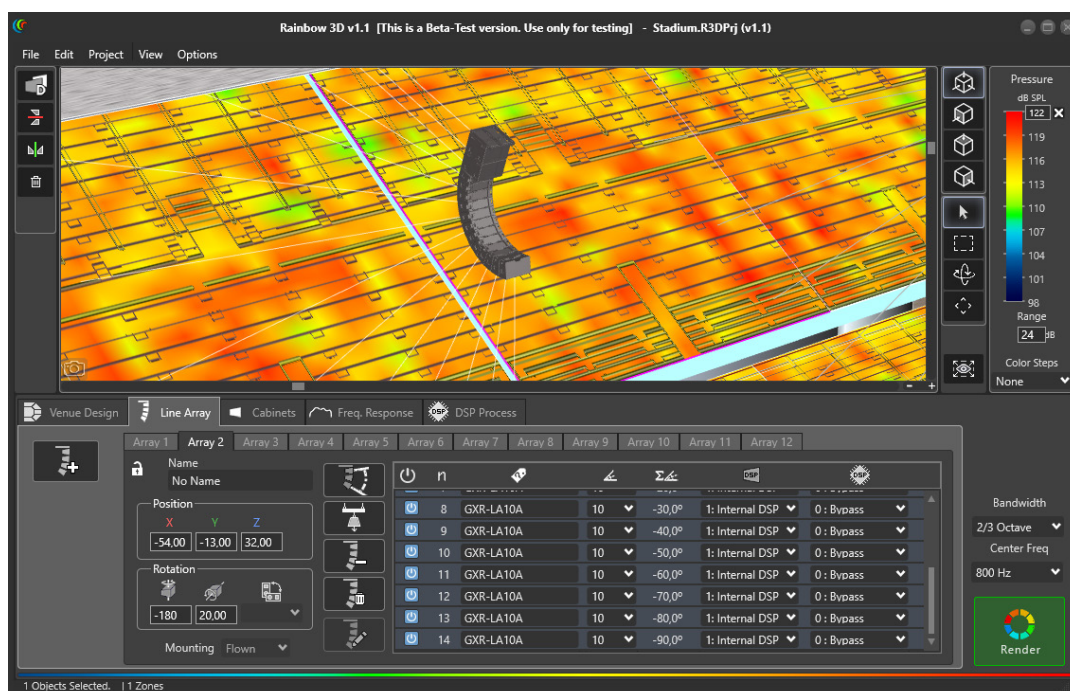 Rainbow 3D v1.1 [This is a Beta-Test version. Use only for testing] - Stadium.R3DPrj (v1.1)
File Edit Project View Options
Pressure
dB SPL
122
119
116
113
110
107
104
101
98
Range
24 dB
Color Steps
None
Venue Design Line Array Cabinets Freq. Response DSP DSP Process
Array 1 Array 2 Array 3 Array 4 Array 5 Array 6 Array 7 Array 8 Array 9 Array 10 Array 11 Array 12
Name
No Name
Position
X Y Z
-54,00 -13,00 32,00
Rotation
-180 20,00
Mounting Flown
n Σ DSP DSP
8 GXR-LA10A 10 -30,0º 1: Internal DSP 0 : Bypass
9 GXR-LA10A 10 -40,0º 1: Internal DSP 0 : Bypass
10 GXR-LA10A 10 -50,0º 1: Internal DSP 0 : Bypass
11 GXR-LA10A 10 -60,0º 1: Internal DSP 0 : Bypass
12 GXR-LA10A 10 -70,0º 1: Internal DSP 0 : Bypass
13 GXR-LA10A 10 -80,0º 1: Internal DSP 0 : Bypass
14 GXR-LA10A 10 -90,0º 1: Internal DSP 0 : Bypass
Bandwidth
2/3 Octave
Center Freq
800 Hz
Render
1 Objects Selected. | 1 Zones